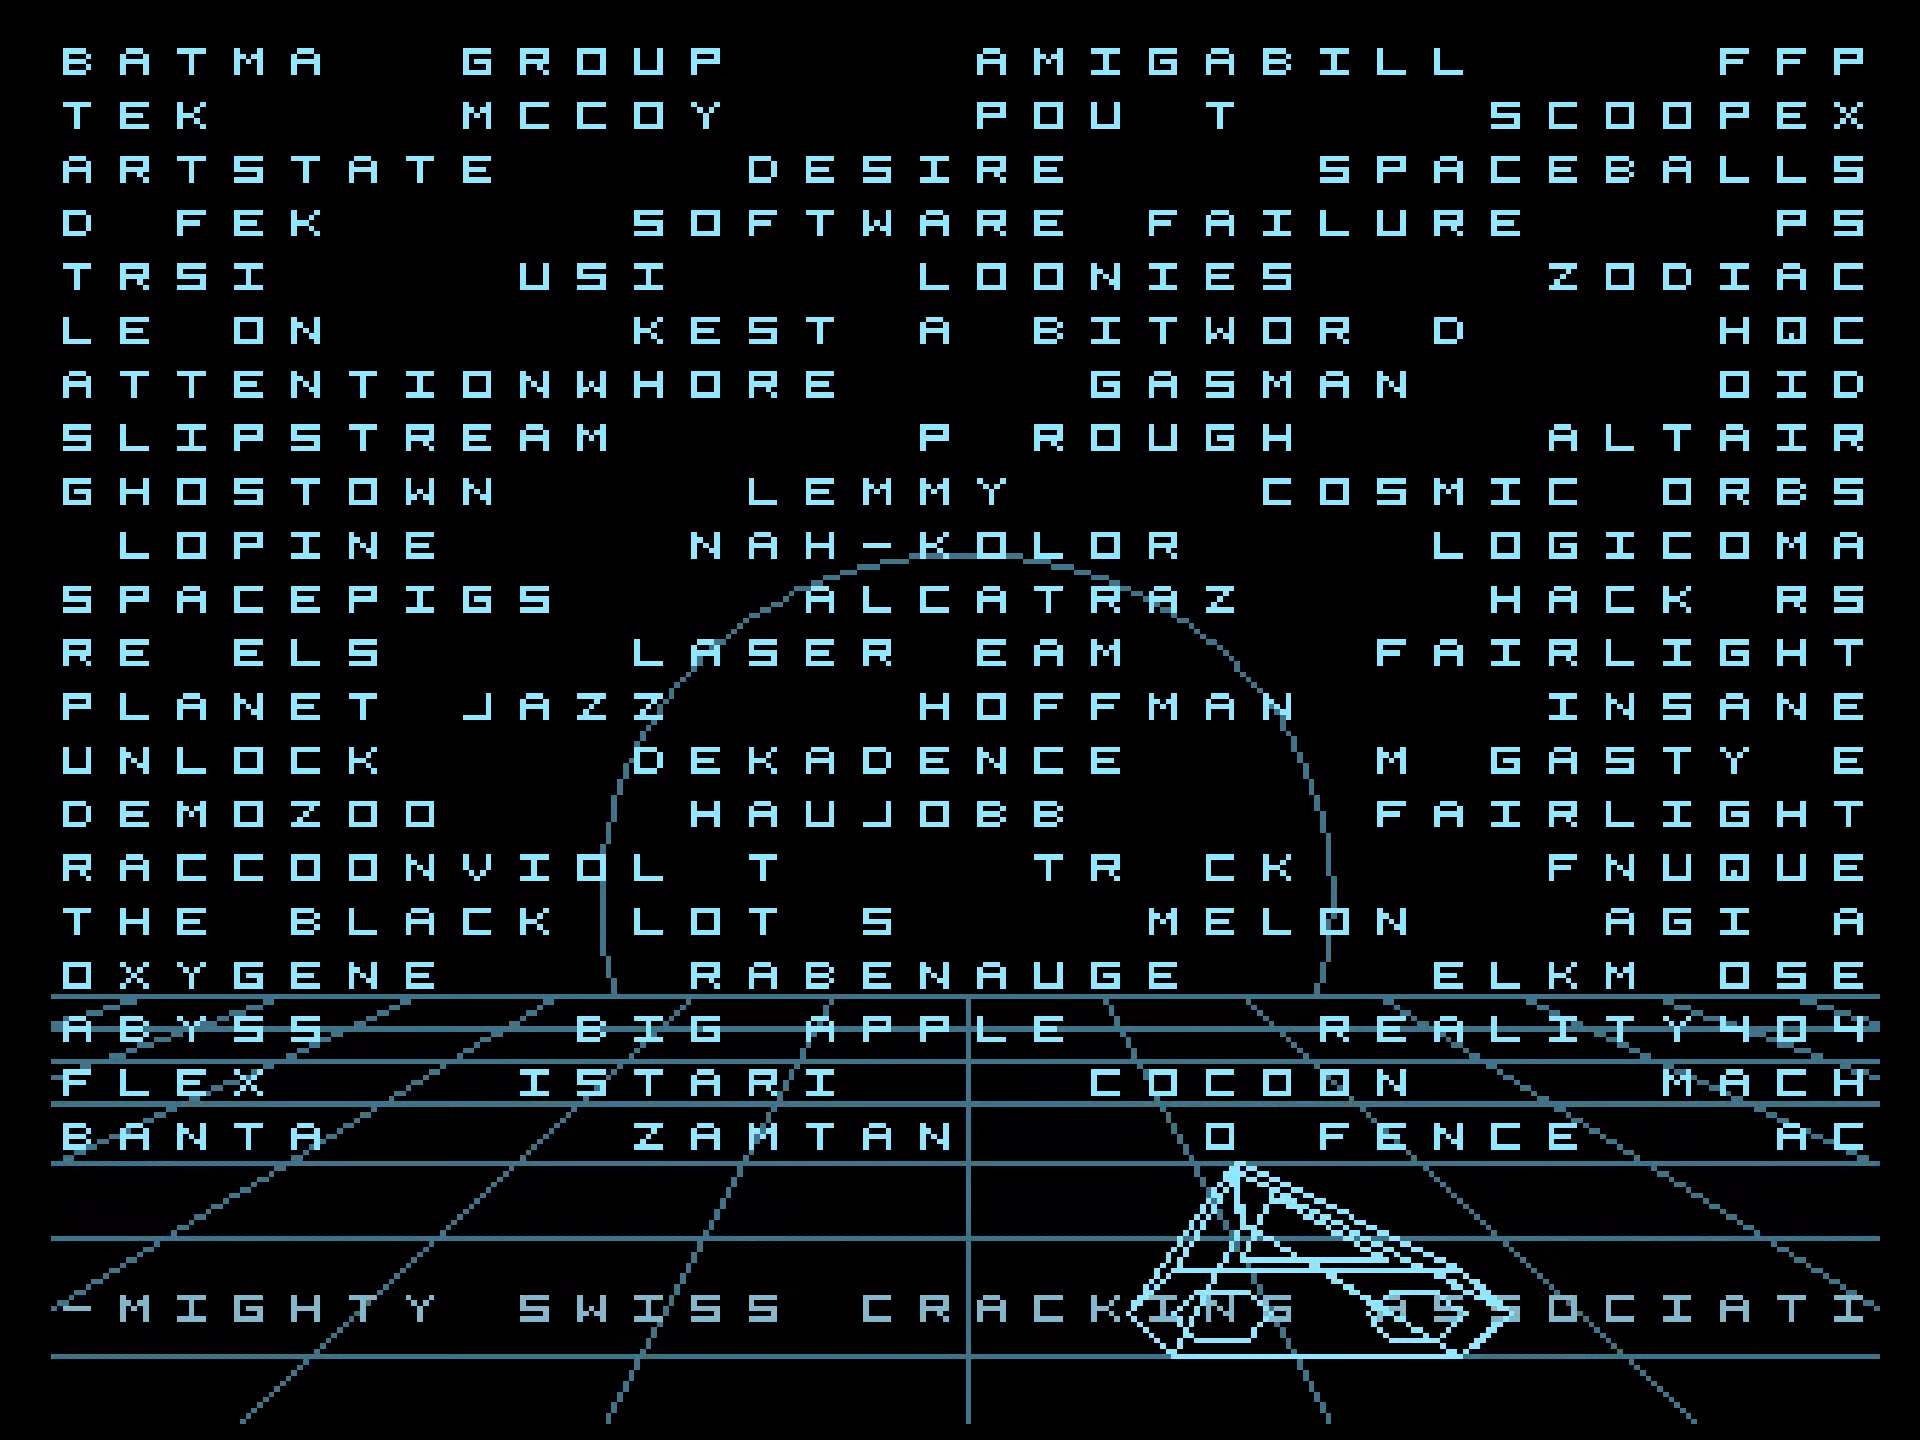 BATMA  GROUP    AMIGABILL    FFP
TEK    MCCOY    POU T    SCOOPEX
ARTSTATE    DESIRE    SPACEBALLS
D FEK     SOFTWARE FAILURE    PS
TRSI    USI    LOONIES    ZODIAC
LE ON     KEST A BITWOR D    HQC
ATTENTIONWHORE    GASMAN     OID
SLIPSTREAM     P ROUGH    ALTAIR
GHOSTOWN    LEMMY    COSMIC ORBS
 LOPINE    NAH-KOLOR    LOGICOMA
SPACEPIGS    ALCATRAZ    HACK RS
RE ELS    LASER EAM    FAIRLIGHT
PLANET JAZZ    HOFFMAN    INSANE
UNLOCK    DEKADENCE    M GASTY E
DEMOZOO    HAUJOBB     FAIRLIGHT
RACCOONVIOL T    TR CK    FNUQUE
THE BLACK LOT S    MELON   AGI A
OXYGENE    RABENAUGE    ELKM OSE
ABYSS    BIG APPLE    REALITY404
FLEX    ISTARI    COCOON    MACH
BANTA     ZAMTAN    O FENCE   AC
-MIGHTY SWISS CRACKING ASSOCIATI